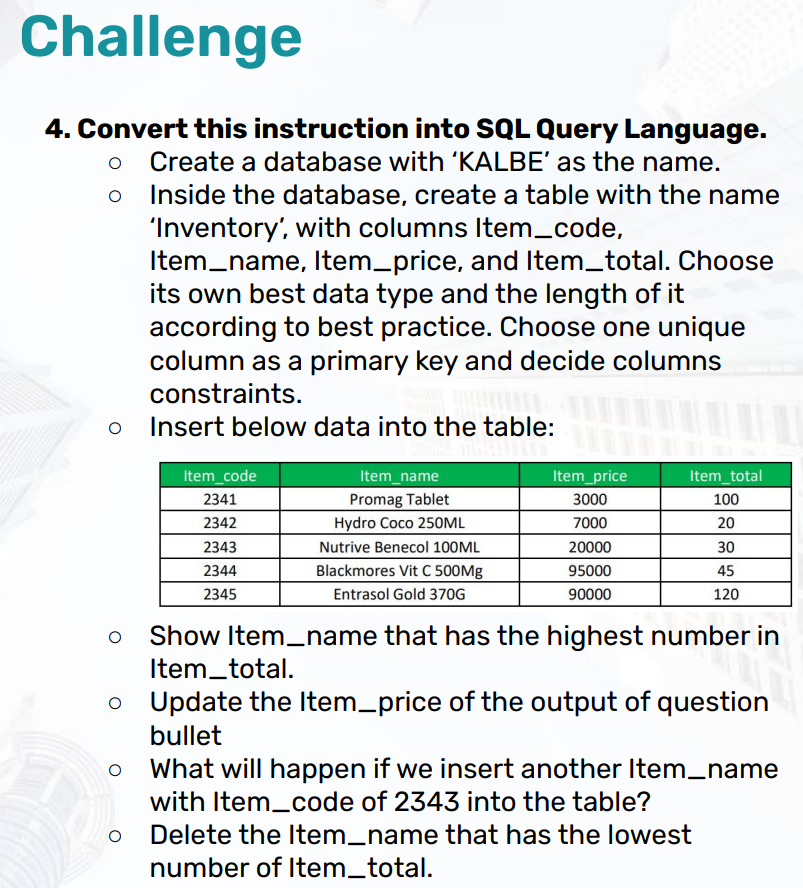 Challenge
4. Convert this instruction into SQL Query Language.
○ Create a database with ‘KALBE’ as the name.
○ Inside the database, create a table with the name
‘Inventory’, with columns Item_code,
Item_name, Item_price, and Item_total. Choose
its own best data type and the length of it
according to best practice. Choose one unique
column as a primary key and decide columns
constraints.
○ Insert below data into the table:
Item_code Item_name Item_price Item_total
2341 Promag Tablet 3000 100
2342 Hydro Coco 250ML 7000 20
2343 Nutrive Benecol 100ML 20000 30
2344 Blackmores Vit C 500Mg 95000 45
2345 Entrasol Gold 370G 90000 120
○ Show Item_name that has the highest number in
Item_total.
○ Update the Item_price of the output of question
bullet
○ What will happen if we insert another Item_name
with Item_code of 2343 into the table?
○ Delete the Item_name that has the lowest
number of Item_total.